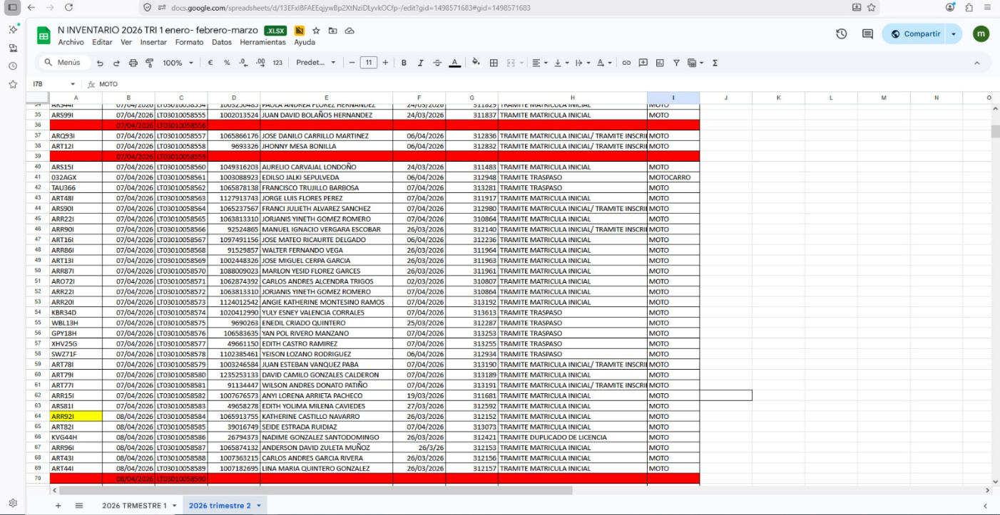 docs.google.com/spreadsheets/d/13EFxIBFAEEqjywBp2XtNziDLyvkOCfp-/edit?gid=1498571683#gid=1498571683
N INVENTARIO 2026 TRI 1 enero- febrero-marzo .XLSX
Archivo Editar Ver Insertar Formato Datos Herramientas Ayuda
Compartir
m
Menús 100% € % .0 .00 123 Predet... 11 B I A
I78 fx MOTO
A B C D E F G H I J K L M N O
35 ARS99I 07/04/2026 LT03010058555 1002013524 JUAN DAVID BOLAÑOS HERNANDEZ 24/03/2026 311837 TRAMITE MATRICULA INICIAL MOTO
36 07/04/2026 LT03010058556
37 ARQ93I 07/04/2026 LT03010058557 1065866176 JOSE DANILO CARRILLO MARTINEZ 06/04/2026 312836 TRAMITE MATRICULA INICIAL/ TRAMITE INSCRI MOTO
38 ART12I 07/04/2026 LT03010058558 9693326 JHONNY MESA BONILLA 06/04/2026 312832 TRAMITE MATRICULA INICIAL/ TRAMITE INSCRI MOTO
39 07/04/2026 LT03010058559
40 ARS15I 07/04/2026 LT03010058560 1049316203 AURELIO CARVAJAL LONDOÑO 24/03/2026 311483 TRAMITE MATRICULA INICIAL MOTO
41 032AGX 07/04/2026 LT03010058561 1003088923 EDILSO JALKI SEPULVEDA 06/04/2026 312948 TRAMITE TRASPASO MOTOCARRO
42 TAU366 07/04/2026 LT03010058562 1065878138 FRANCISCO TRUJILLO BARBOSA 07/04/2026 313281 TRAMITE TRASPASO MOTO
43 ART48I 07/04/2026 LT03010058563 1127913743 JORGE LUIS FLORES PEREZ 07/04/2026 311917 TRAMITE MATRICULA INICIAL MOTO
44 ARS90I 07/04/2026 LT03010058564 1065237567 FRANCI JULIETH ALVAREZ SANCHEZ 07/04/2026 312980 TRAMITE MATRICULA INICIAL/ TRAMITE INSCRI MOTO
45 ARR22I 07/04/2026 LT03010058565 1063813310 JORJANIS YINETH GOMEZ ROMERO 07/04/2026 310864 TRAMITE MATRICULA INICIAL MOTO
46 ARR90I 07/04/2026 LT03010058566 92524865 MANUEL IGNACIO VERGARA ESCOBAR 26/03/2026 312140 TRAMITE MATRICULA INICIAL/ TRAMITE INSCRI MOTO
47 ART16I 07/04/2026 LT03010058567 1097491156 JOSE MATEO RICAURTE DELGADO 06/04/2026 312236 TRAMITE MATRICULA INICIAL MOTO
48 ARR86I 07/04/2026 LT03010058568 91529857 WALTER FERNANDO VEGA 26/03/2026 311964 TRAMITE MATRICULA INICIAL MOTO
49 ART13I 07/04/2026 LT03010058569 1002448326 JOSE MIGUEL CERPA GARCIA 26/03/2026 311963 TRAMITE MATRICULA INICIAL MOTO
50 ARR87I 07/04/2026 LT03010058570 1088009023 MARLON YESID FLOREZ GARCES 26/03/2026 311961 TRAMITE MATRICULA INICIAL MOTO
51 ARO72I 07/04/2026 LT03010058571 1062874392 CARLOS ANDRES ALCENDRA TRIGOS 02/03/2026 310807 TRAMITE MATRICULA INICIAL MOTO
52 ARR22I 07/04/2026 LT03010058572 1063813310 JORJANIS YINETH GOMEZ ROMERO 07/04/2026 310864 TRAMITE MATRICULA INICIAL MOTO
53 ARR20I 07/04/2026 LT03010058573 1124012542 ANGIE KATHERINE MONTESINO RAMOS 07/04/2026 313192 TRAMITE MATRICULA INICIAL MOTO
54 KBR34D 07/04/2026 LT03010058574 1020412990 YULY ESNEY VALENCIA CORRALES 07/04/2026 313613 TRAMITE TRASPASO MOTO
55 WBL13H 07/04/2026 LT03010058575 9690263 ENEDIL CRIADO QUINTERO 25/03/2026 312287 TRAMITE TRASPASO MOTO
56 GPY18H 07/04/2026 LT03010058576 106583635 YAN POL RIVERO MANZANO 07/04/2026 313253 TRAMITE TRASPASO MOTO
57 XHV25G 07/04/2026 LT03010058577 49661150 EDITH CASTRO RAMIREZ 07/04/2026 313255 TRAMITE TRASPASO MOTO
58 SWZ71F 07/04/2026 LT03010058578 1102385461 YEISON LOZANO RODRIGUEZ 06/04/2026 312934 TRAMITE TRASPASO MOTO
59 ART78I 07/04/2026 LT03010058579 1003246584 JUAN ESTEBAN VANQUEZ PABA 07/04/2026 313190 TRAMITE MATRICULA INICIAL/ TRAMITE INSCRI MOTO
60 ART79I 07/04/2026 LT03010058580 1235253133 DAVID CAMILO GONZALES CALDERON 07/04/2026 313189 TRAMITE MATRICULA INICIAL MOTO
61 ART77I 07/04/2026 LT03010058581 91134447 WILSON ANDRES DONATO PATIÑO 07/04/2026 313191 TRAMITE MATRICULA INICIAL/ TRAMITE INSCRI MOTO
62 ARR15I 07/04/2026 LT03010058582 1007676573 ANYI LORENA ARRIETA PACHECO 19/03/2026 311681 TRAMITE MATRICULA INICIAL MOTO
63 ARS81I 07/04/2026 LT03010058583 49658278 EDITH YOLIMA MILENA CAVIEDES 27/03/2026 312592 TRAMITE MATRICULA INICIAL MOTO
64 ARR92I 08/04/2026 LT03010058584 1065913755 KATHERINE CASTILLO NAVARRO 26/03/2026 312152 TRAMITE MATRICULA INICIAL MOTO
65 ART82I 08/04/2026 LT03010058585 39016749 SEIDE ESTRADA RUIDIAZ 07/04/2026 313073 TRAMITE MATRICULA INICIAL MOTO
66 KVG44H 08/04/2026 LT03010058586 26794373 NADIME GONZALEZ SANTODOMINGO 26/03/2026 312421 TRAMITE DUPLICADO DE LICENCIA MOTO
67 ARR96I 08/04/2026 LT03010058587 1065874132 ANDERSON DAVID ZULETA MUÑOZ 26/3/26 312153 TRAMITE MATRICULA INICIAL MOTO
68 ART43I 08/04/2026 LT03010058588 1007363215 CARLOS ANDRES GARCIA RIVERA 26/03/2026 312156 TRAMITE MATRICULA INICIAL MOTO
69 ART44I 08/04/2026 LT03010058589 1007182695 LINA MARIA QUINTERO GONZALEZ 26/03/2026 312157 TRAMITE MATRICULA INICIAL MOTO
70 08/04/2026 LT03010058590
2026 TRMESTRE 1 2026 trimestre 2